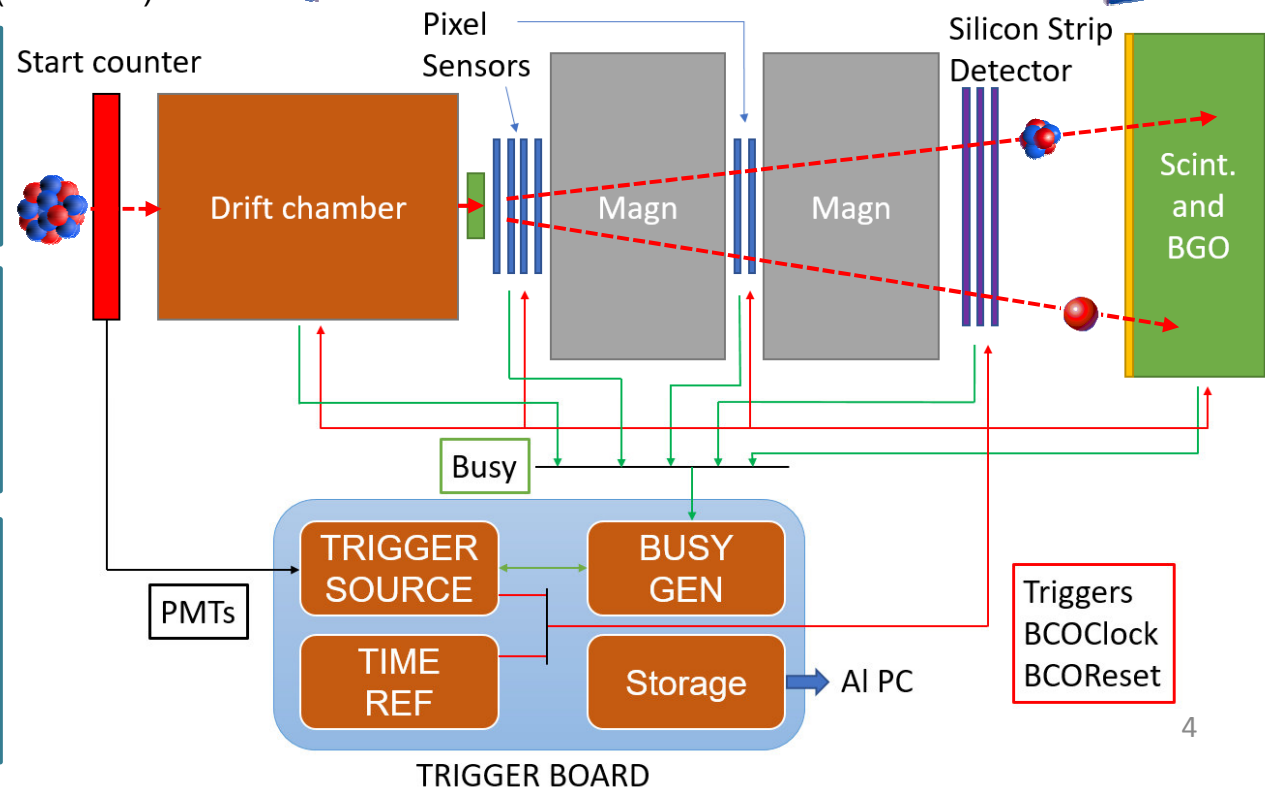 Start counter
Pixel
Sensors
Silicon Strip
Detector
Drift chamber
Magn
Magn
Scint.
and
BGO
Busy
TRIGGER
SOURCE
BUSY
GEN
PMTs
TIME
REF
Storage
Al PC
Triggers
BCOClock
BCOReset
4
TRIGGER BOARD